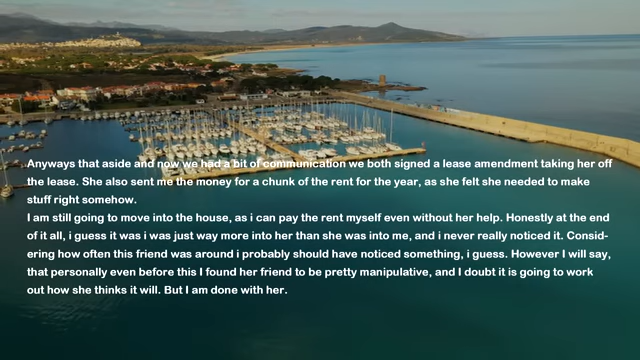 Anyways that aside and now we had a bit of communication we both signed a lease amendment taking her off
the lease. She also sent me the money for a chunk of the rent for the year, as she felt she needed to make
stuff right somehow.
I am still going to move into the house, as i can pay the rent myself even without her help. Honestly at the end
of it all, i guess it was i was just way more into her than she was into me, and i never really noticed it. Consid-
ering how often this friend was around i probably should have noticed something, i guess. However I will say,
that personally even before this I found her friend to be pretty manipulative, and I doubt it is going to work
out how she thinks it will. But I am done with her.